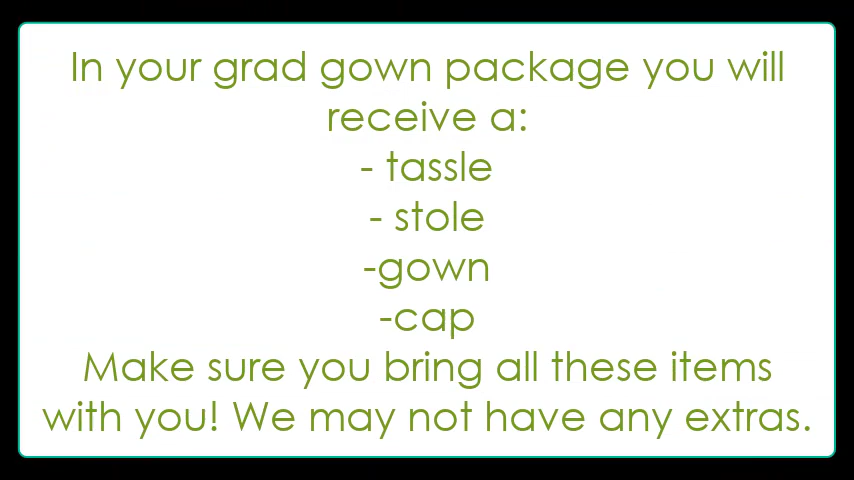 In your grad gown package you will
receive a:
- tassle
- stole
-gown
-cap
Make sure you bring all these items
with you! We may not have any extras.